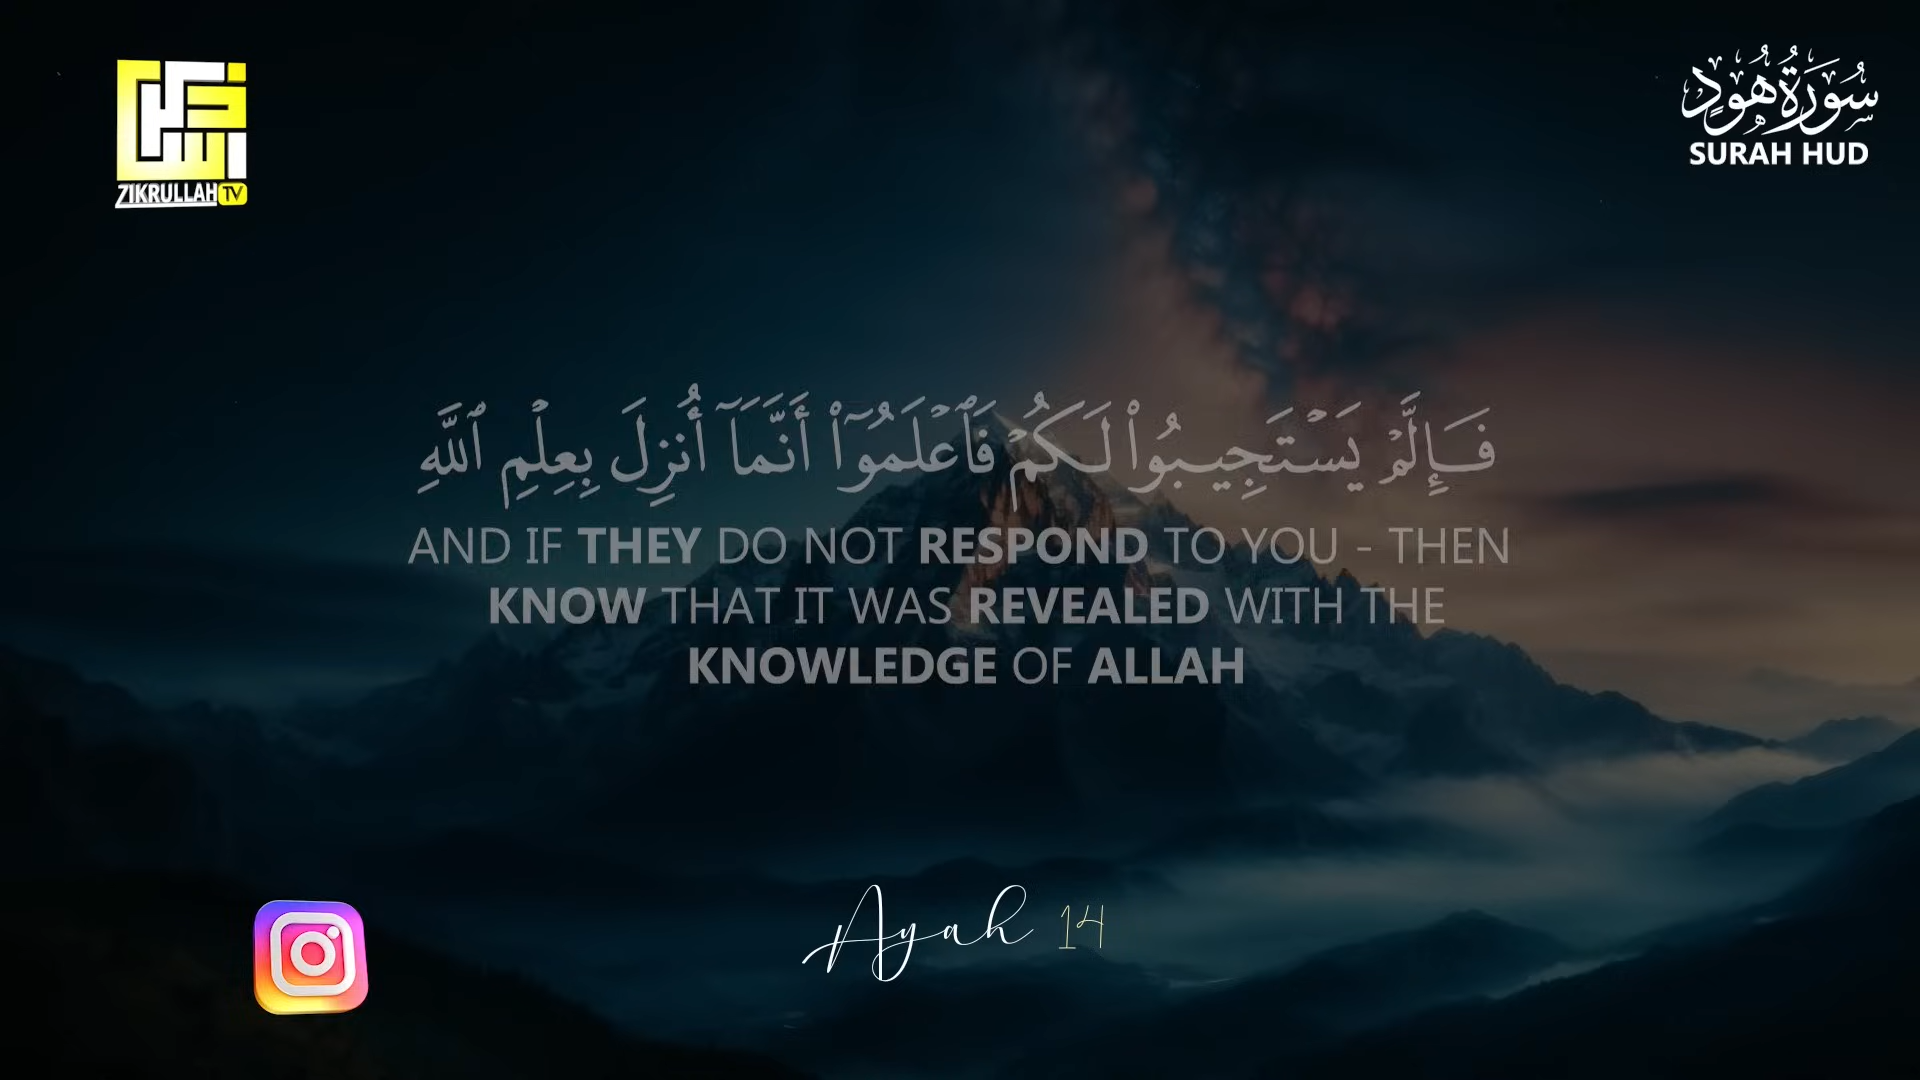 ZIKRULLAH TV
سُورَةُ هُودٍ
SURAH HUD
فَإِلَّمْ يَسْتَجِيبُوا۟ لَكُمْ فَٱعْلَمُوٓا۟ أَنَّمَآ أُنزِلَ بِعِلْمِ ٱللَّهِ
AND IF THEY DO NOT RESPOND TO YOU - THEN
KNOW THAT IT WAS REVEALED WITH THE
KNOWLEDGE OF ALLAH
Ayah 14